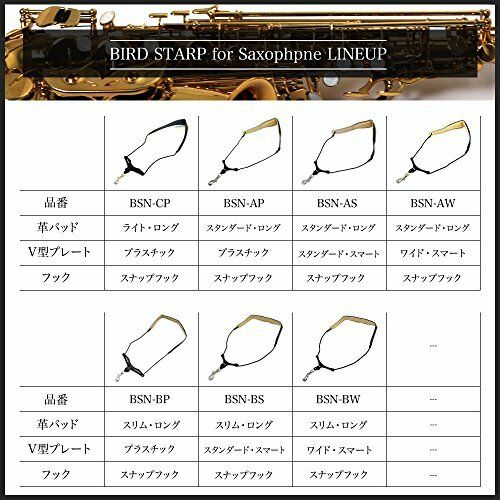 BIRD STARP for Saxophpne LINEUP
品番 BSN-CP BSN-AP BSN-AS BSN-AW
革パッド ライト・ロング スタンダード・ロング スタンダード・ロング スタンダード・ロング
V型プレート プラスチック プラスチック スタンダード・スマート ワイド・スマート
フック スナップフック スナップフック スナップフック スナップフック
品番 BSN-BP BSN-BS BSN-BW ---
革パッド スリム・ロング スリム・ロング スリム・ロング ---
V型プレート プラスチック スタンダード・スマート ワイド・スマート ---
フック スナップフック スナップフック スナップフック ---